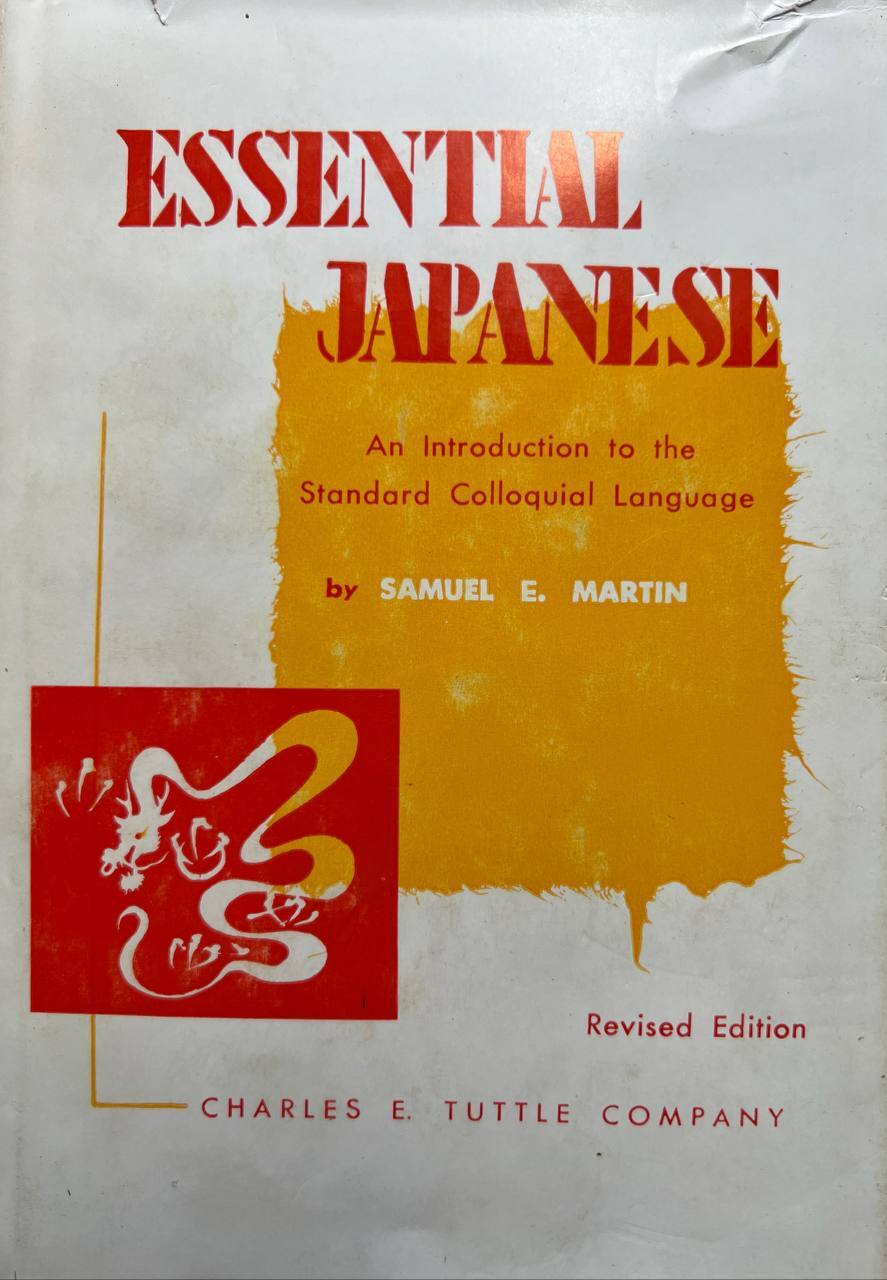 ESSENTIAL
JAPANESE
An Introduction to the
Standard Colloquial Language
by SAMUEL E. MARTIN
Revised Edition
CHARLES E. TUTTLE COMPANY